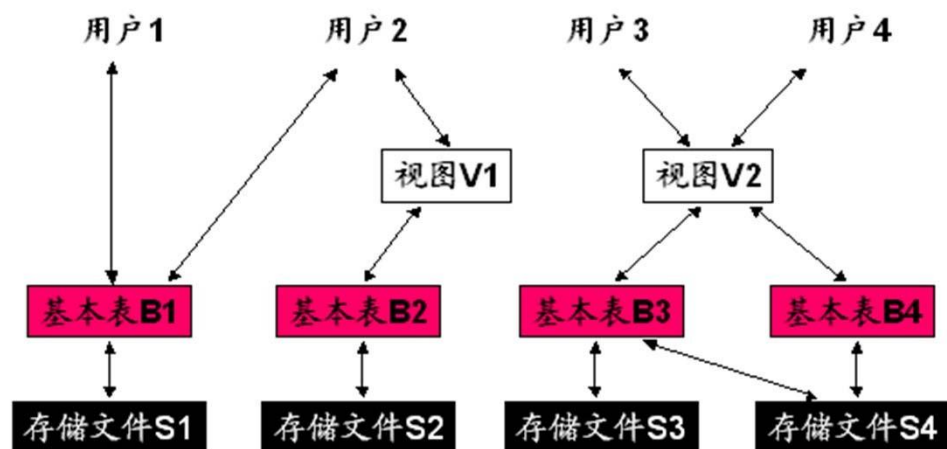 用户1 用户2 用户3 用户4
视图V1 视图V2
基本表B1 基本表B2 基本表B3 基本表B4
存储文件S1 存储文件S2 存储文件S3 存储文件S4